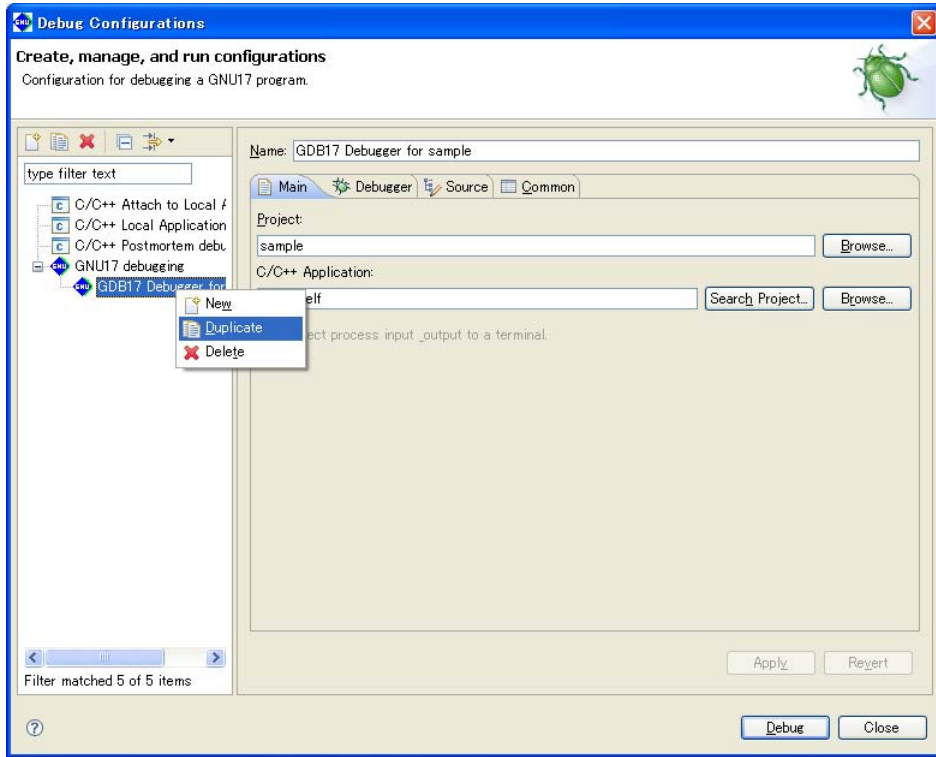 Debug Configurations
Create, manage, and run configurations
Configuration for debugging a GNU17 program.
type filter text
C/C++ Attach to Local
C/C++ Local Application
C/C++ Postmortem debu
GNU17 debugging
GDB17 Debugger for
New
Duplicate
Delete
Filter matched 5 of 5 items
Name: GDB17 Debugger for sample
Main Debugger Source Common
Project:
sample Browse...
C/C++ Application:
elf Search Project... Browse...
ect process input _output to a terminal.
Apply Revert
Debug Close